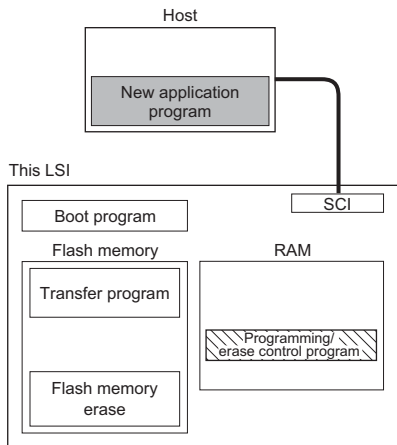 Host
New application
program
This LSI
SCI
Boot program
Flash memory
RAM
Transfer program
Programming/
erase control program
Flash memory
erase